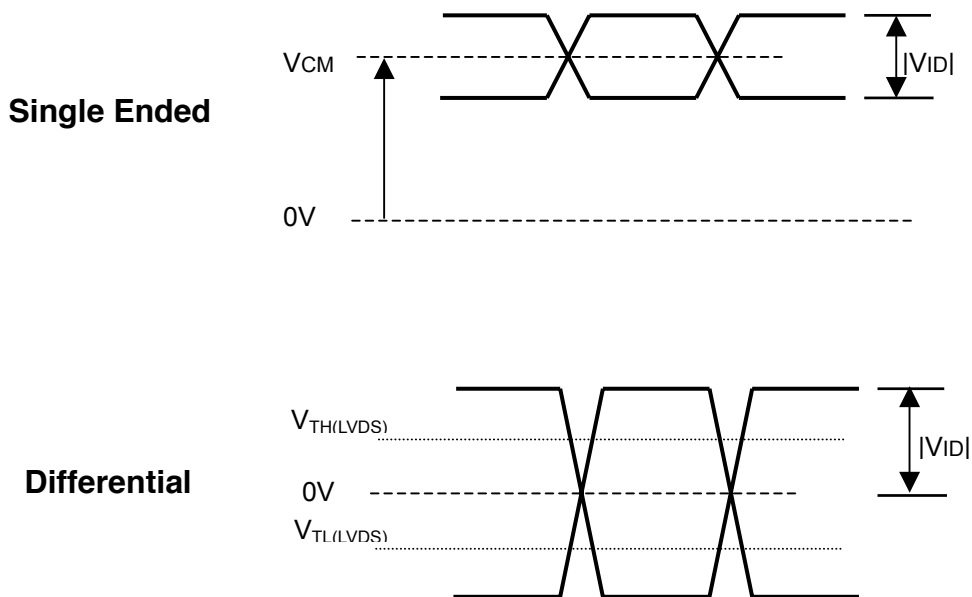 VCM
|VID|
Single Ended
0V
VTH(LVDS)
|VID|
Differential
0V
VTL(LVDS)